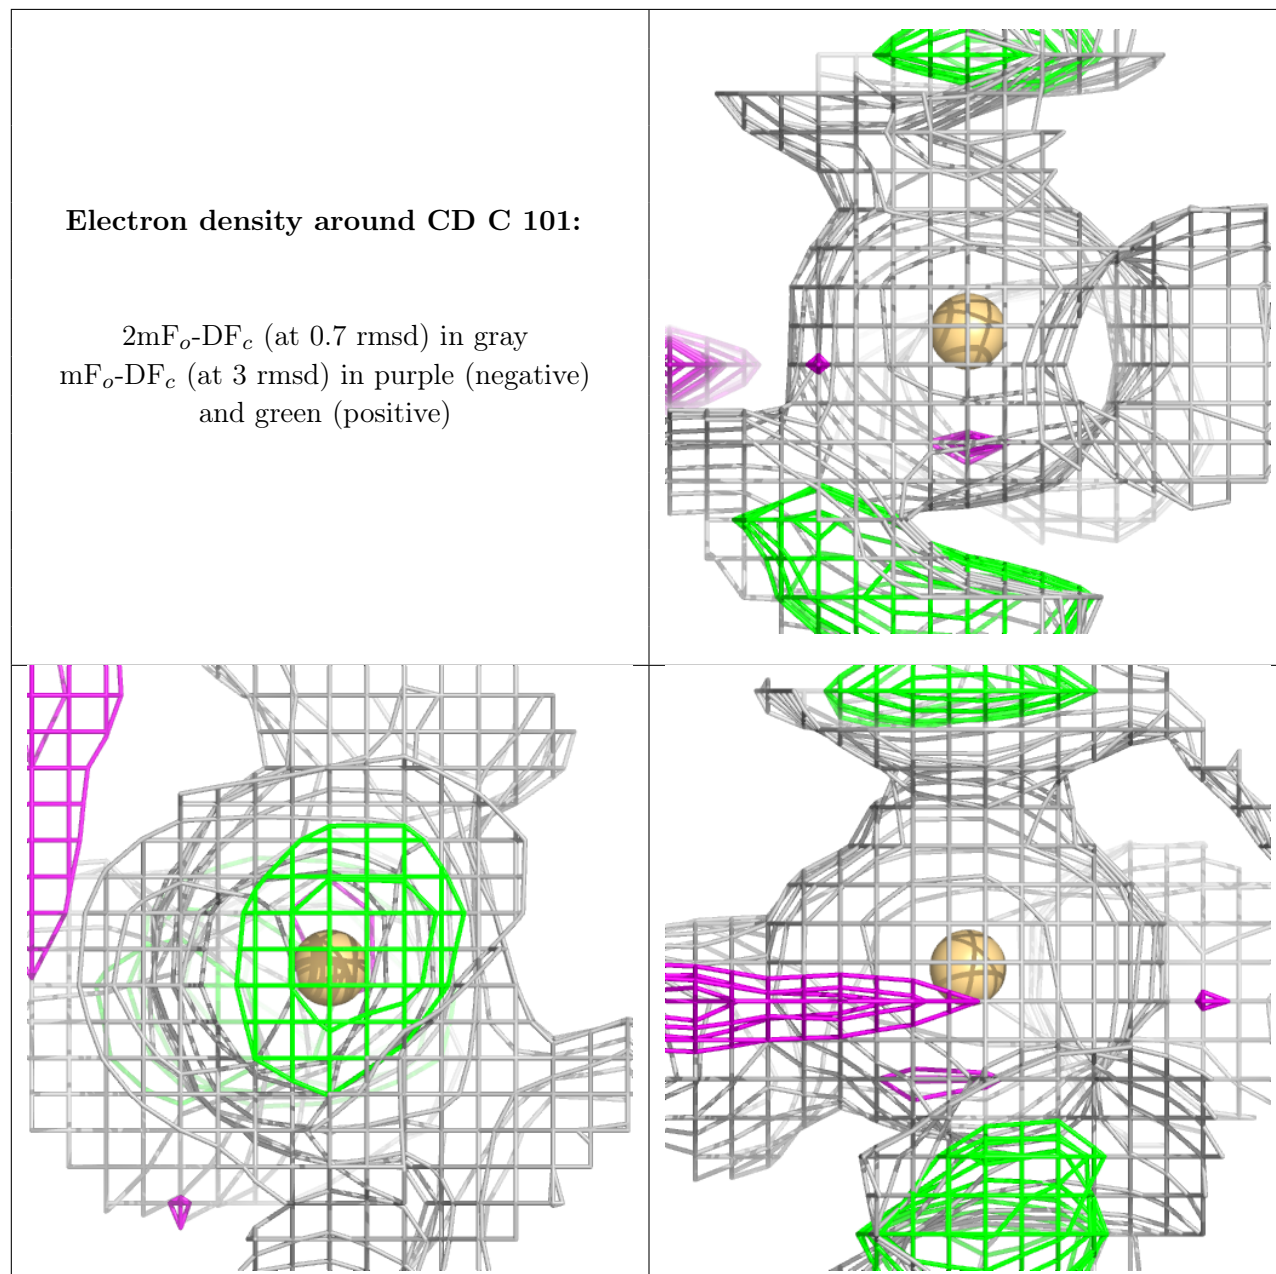 Electron density around CD C 101:
2mFo-DFc (at 0.7 rmsd) in gray
mFo-DFc (at 3 rmsd) in purple (negative)
and green (positive)